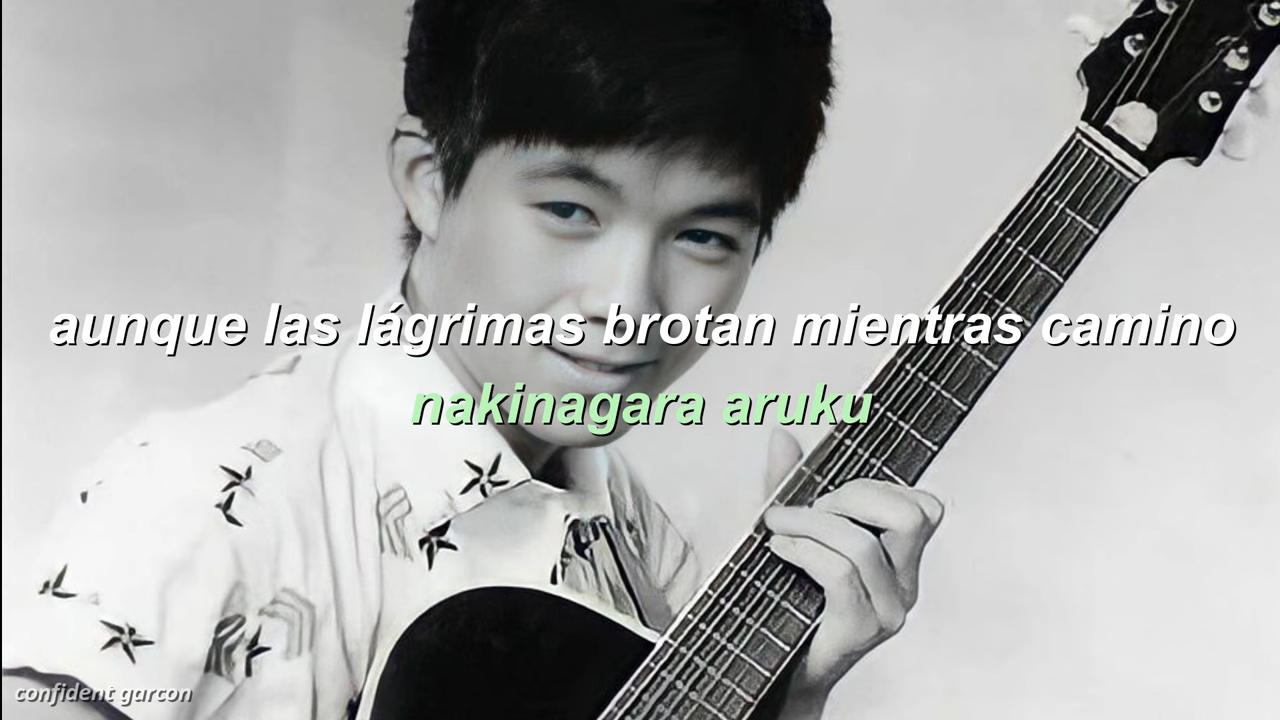 aunque las lágrimas brotan mientras camino
nakinagara aruku
confident garcon